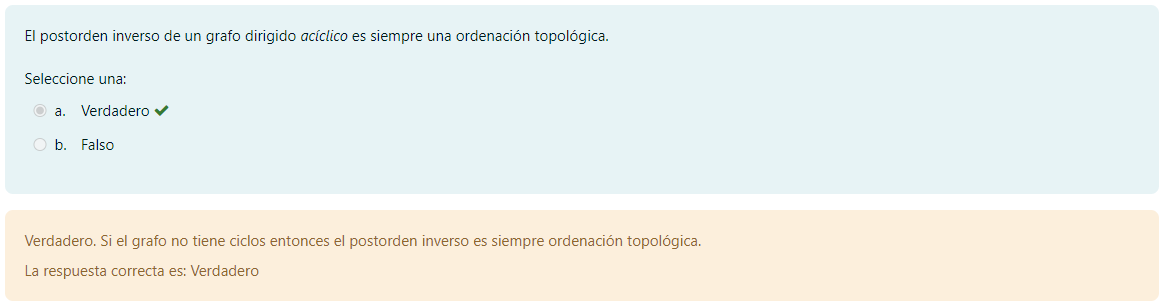 El postorden inverso de un grafo dirigido acíclico es siempre una ordenación topológica.
Seleccione una:
a. Verdadero
b. Falso
Verdadero. Si el grafo no tiene ciclos entonces el postorden inverso es siempre ordenación topológica.
La respuesta correcta es: Verdadero